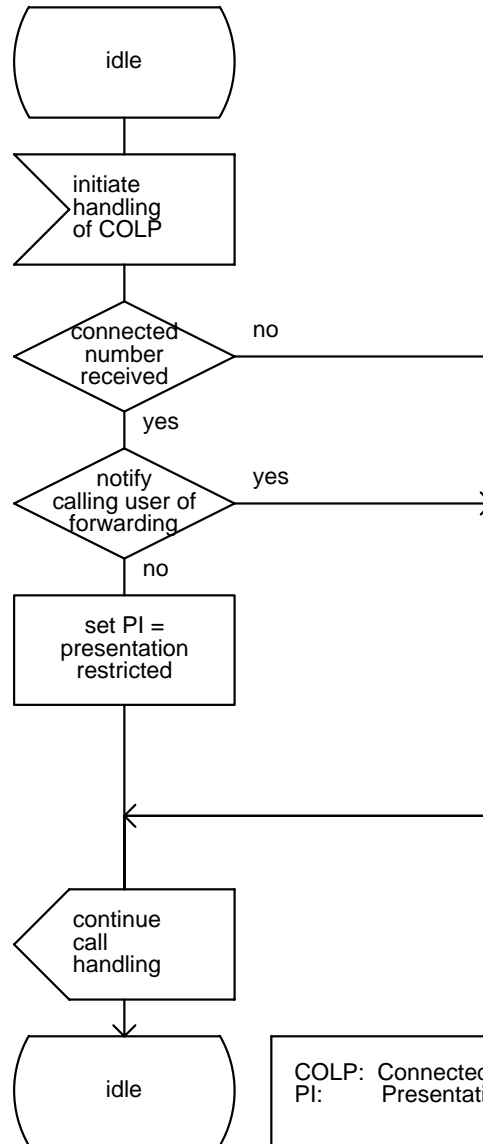 idle
initiate
handling
of COLP
connected
number
received
no
yes
notify
calling user of
forwarding
yes
no
set PI =
presentation
restricted
continue
call
handling
idle
COLP: Connected
PI: Presentati